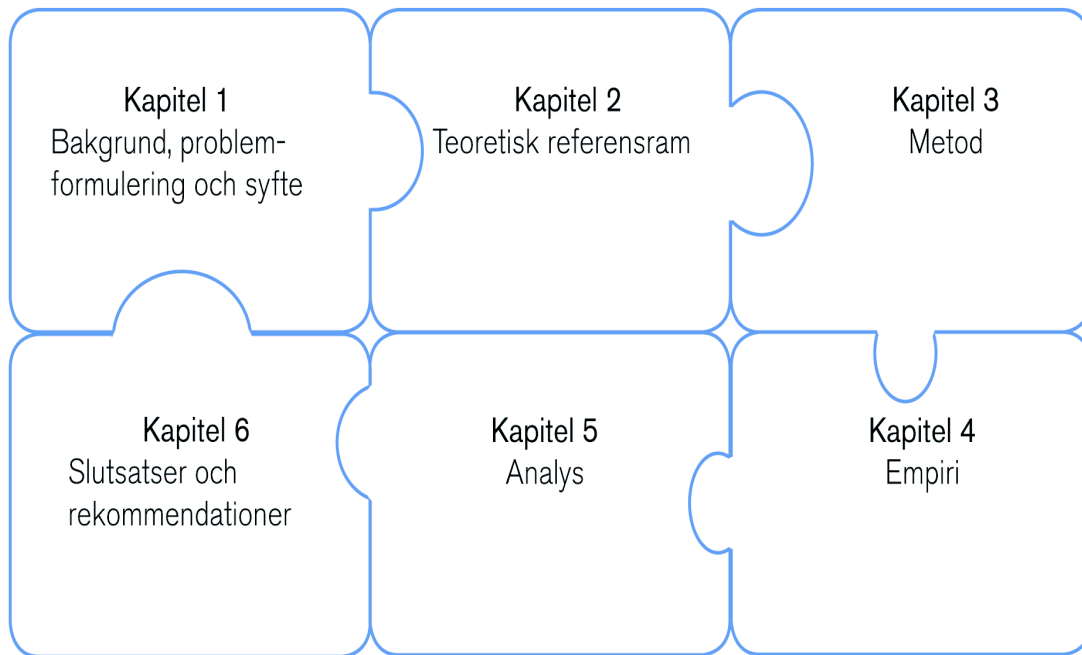 Kapitel 1
Bakgrund, problem-
formulering och syfte
Kapitel 2
Teoretisk referensram
Kapitel 3
Metod
Kapitel 6
Slutsatser och
rekommendationer
Kapitel 5
Analys
Kapitel 4
Empiri